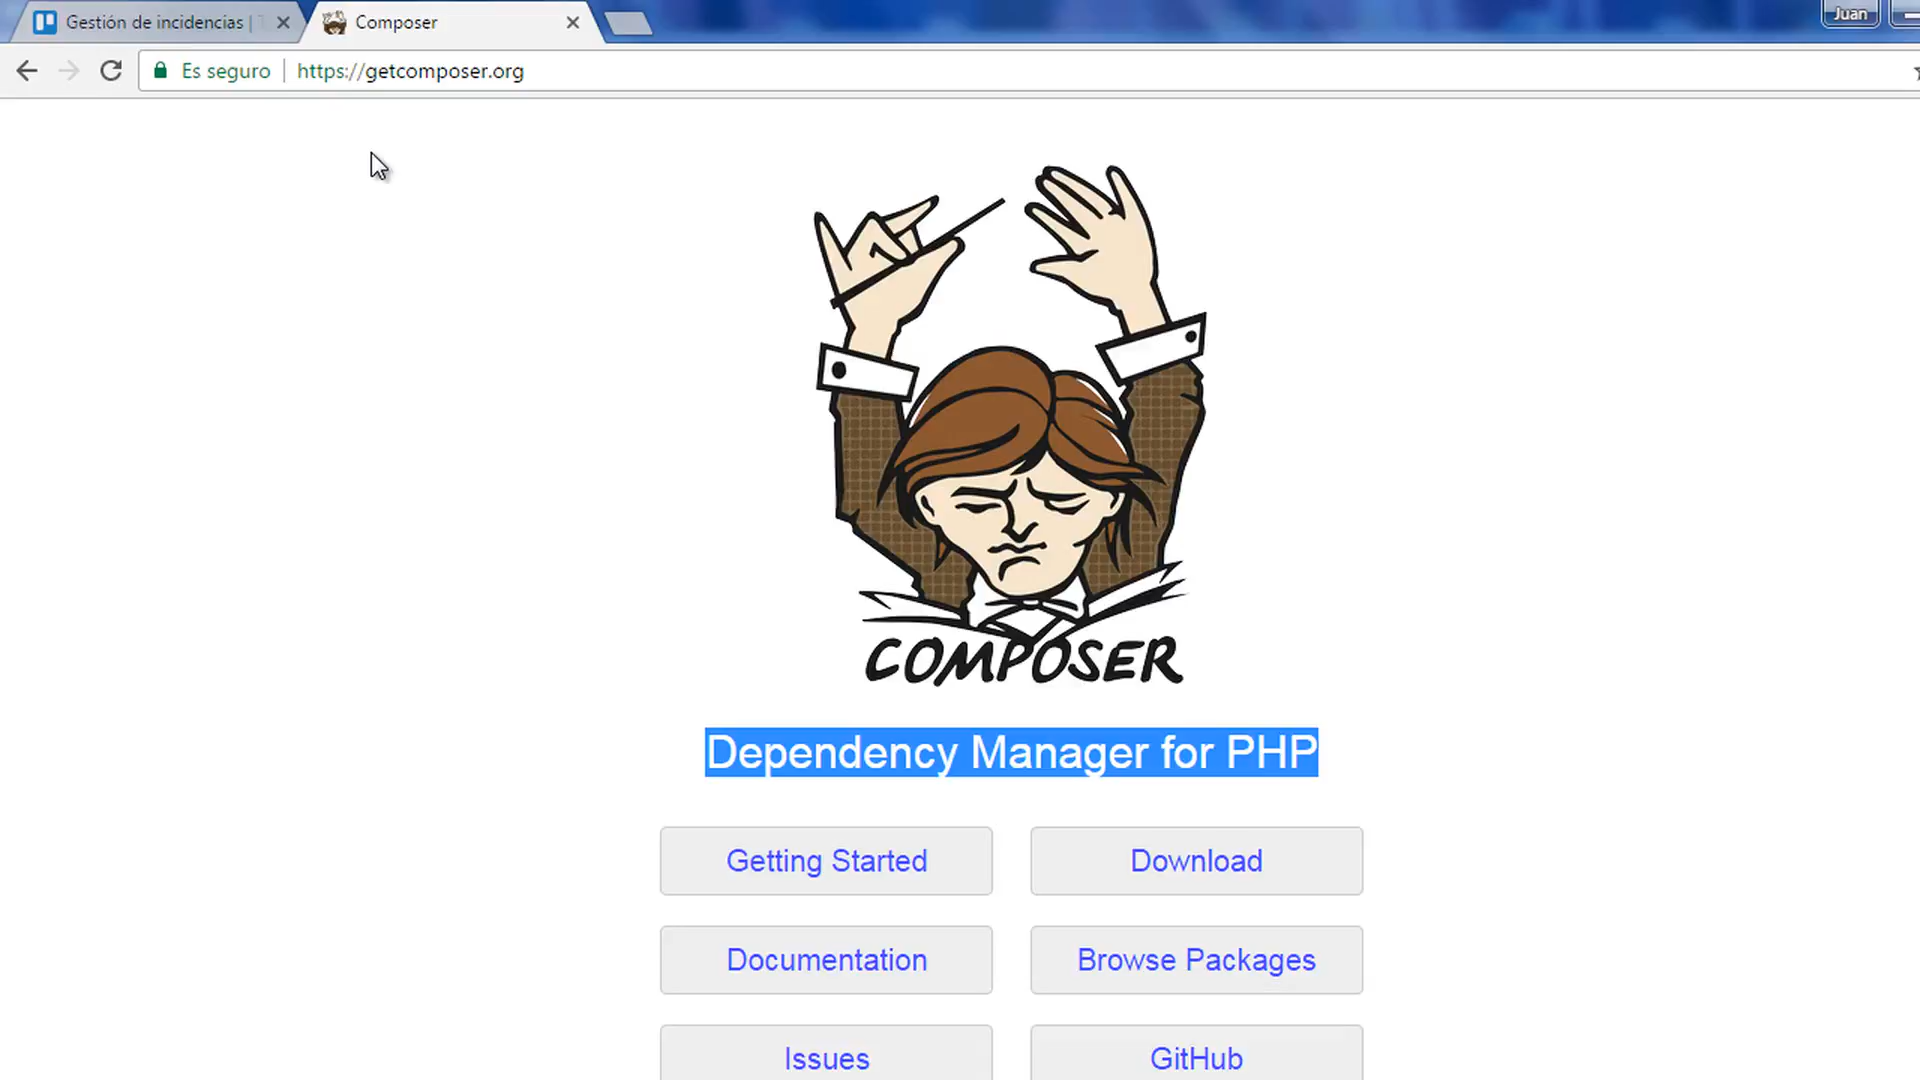 Gestión de incidencias |
Composer
Juan
Es seguro
https://getcomposer.org
COMPOSER
Dependency Manager for PHP
Getting Started
Download
Documentation
Browse Packages
Issues
GitHub